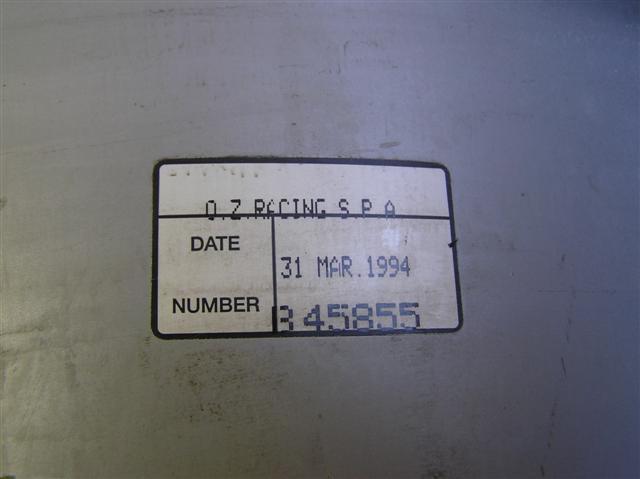 O.Z.RACING S.P.A
DATE 31 MAR.1994
NUMBER 345855